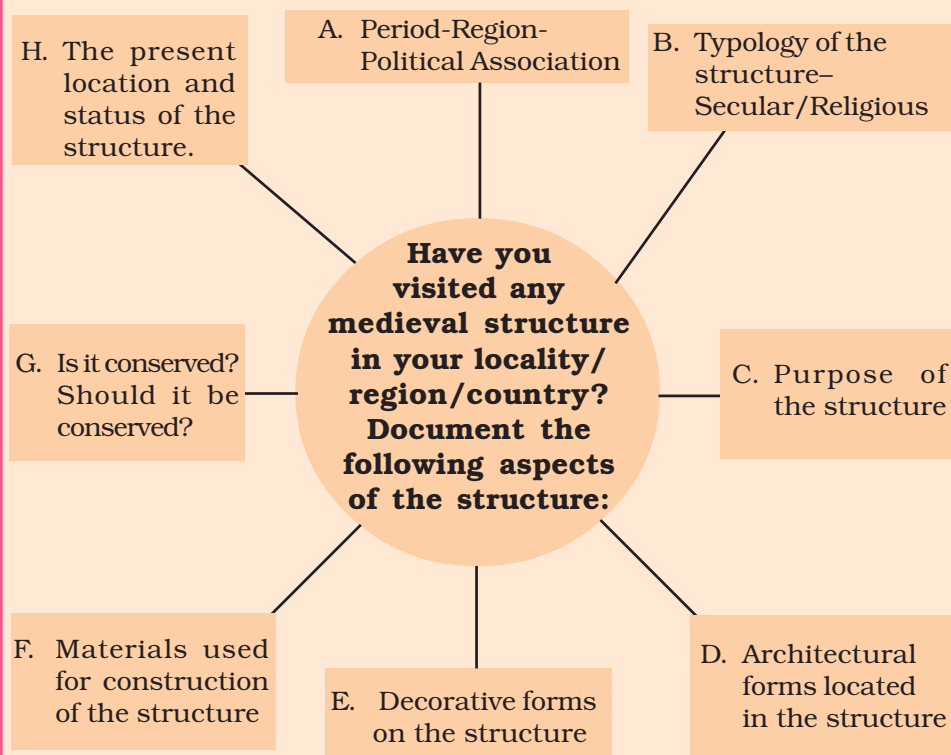 Have you
visited any
medieval structure
in your locality/
region/country?
Document the
following aspects
of the structure:
A. Period-Region-
Political Association
B. Typology of the
structure–
Secular/Religious
C. Purpose of
the structure
D. Architectural
forms located
in the structure
E. Decorative forms
on the structure
F. Materials used
for construction
of the structure
G. Is it conserved?
Should it be
conserved?
H. The present
location and
status of the
structure.